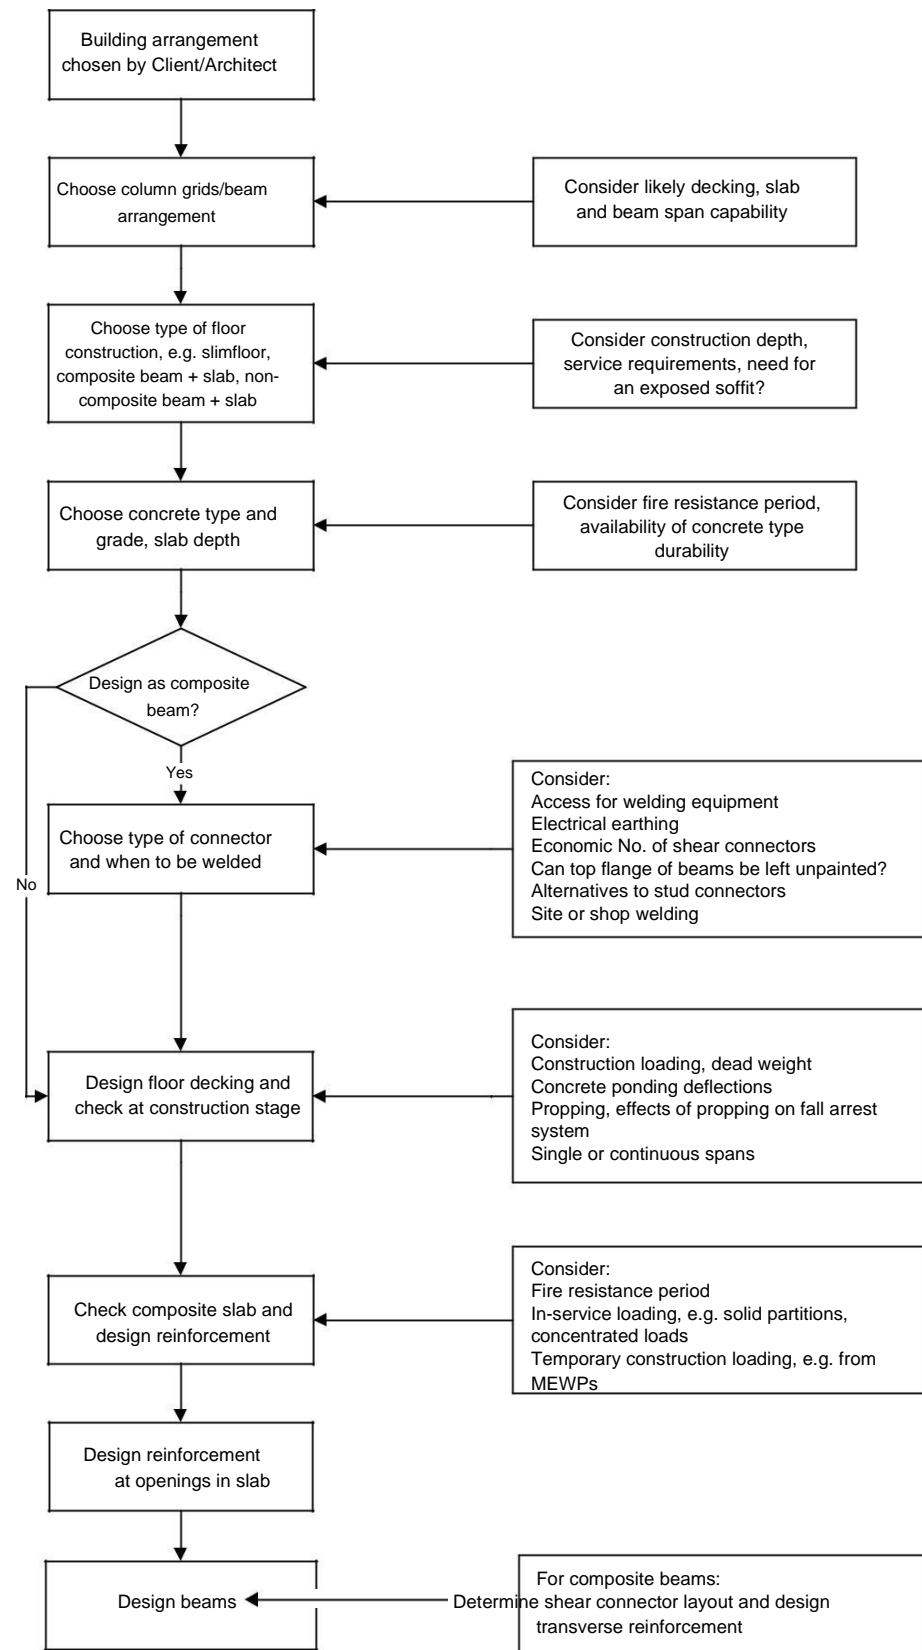 Building arrangement
chosen by Client/Architect
Choose column grids/beam
arrangement
Consider likely decking, slab
and beam span capability
Choose type of floor
construction, e.g. slimfloor,
composite beam + slab, non-
composite beam + slab
Consider construction depth,
service requirements, need for
an exposed soffit?
Choose concrete type and
grade, slab depth
Consider fire resistance period,
availability of concrete type
durability
Design as composite
beam?
Yes
No
Choose type of connector
and when to be welded
Consider:
Access for welding equipment
Electrical earthing
Economic No. of shear connectors
Can top flange of beams be left unpainted?
Alternatives to stud connectors
Site or shop welding
Design floor decking and
check at construction stage
Consider:
Construction loading, dead weight
Concrete ponding deflections
Propping, effects of propping on fall arrest
system
Single or continuous spans
Check composite slab and
design reinforcement
Consider:
Fire resistance period
In-service loading, e.g. solid partitions,
concentrated loads
Temporary construction loading, e.g. from
MEWPs
Design reinforcement
at openings in slab
Design beams
For composite beams:
Determine shear connector layout and design
transverse reinforcement